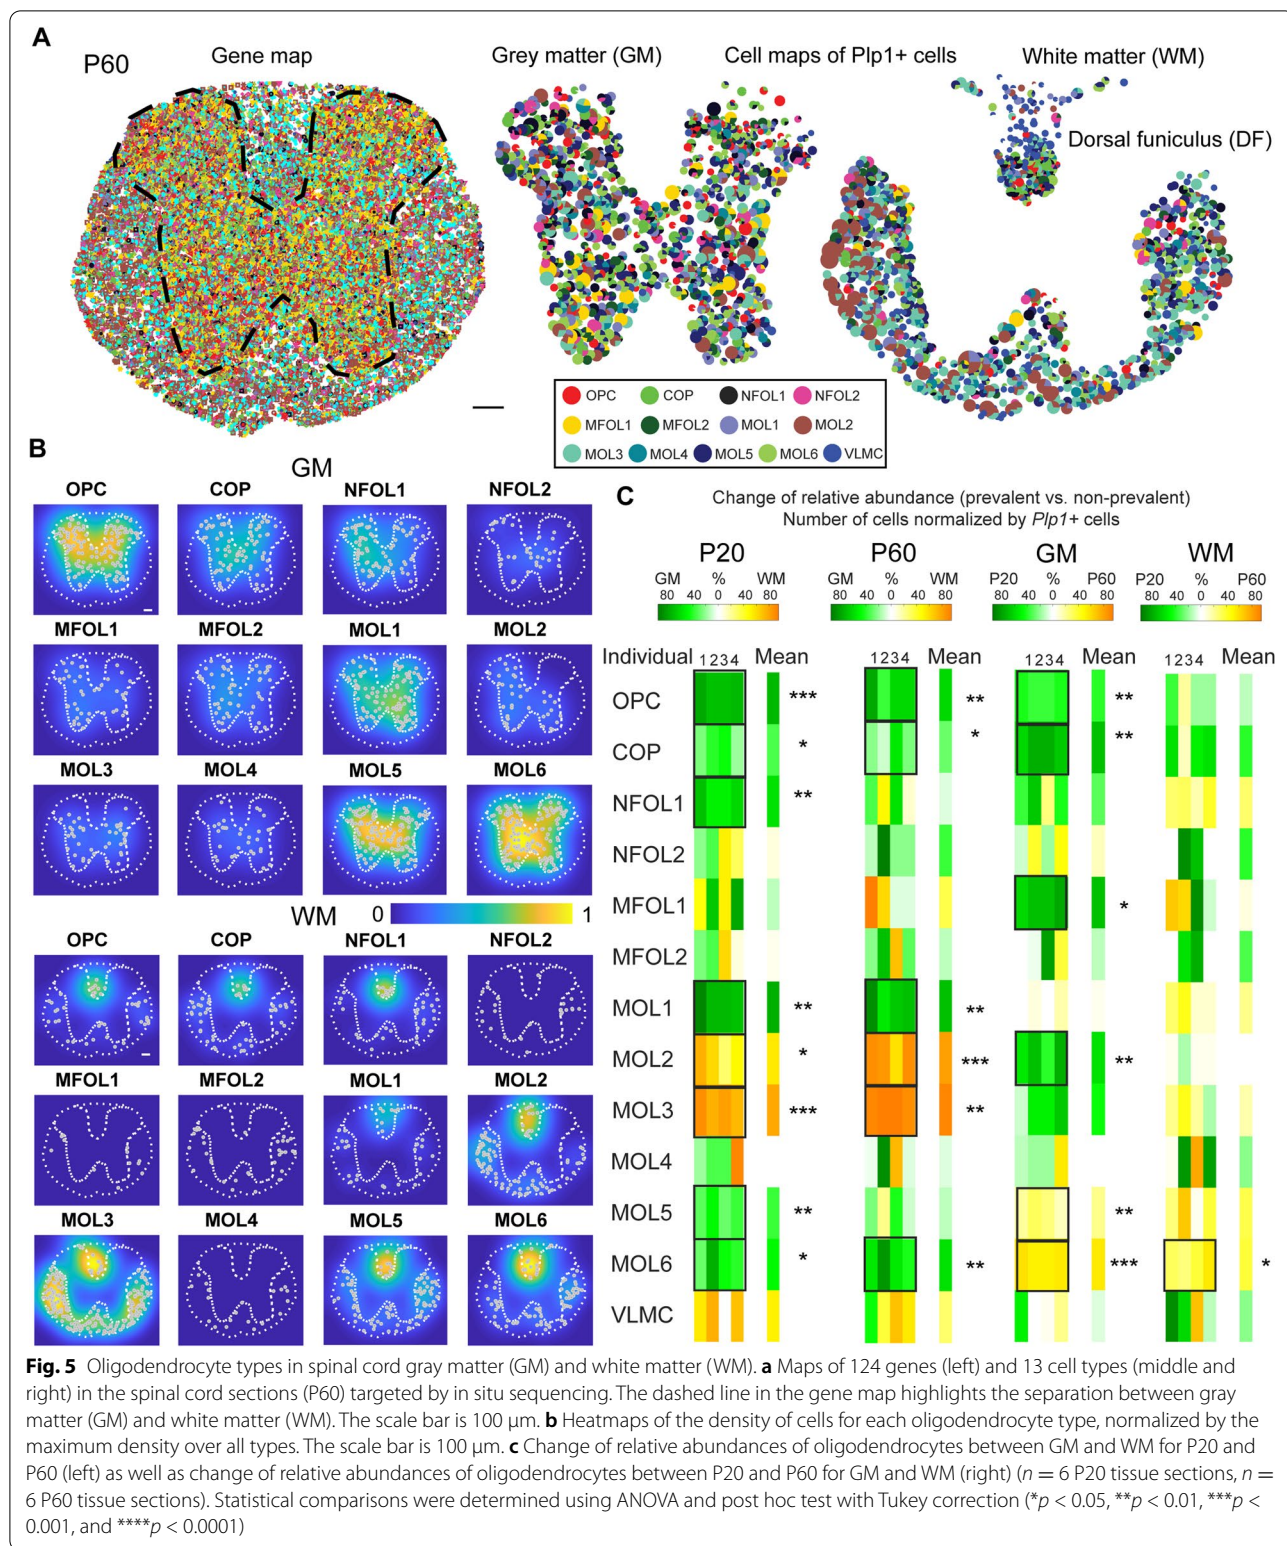 A
P60
Gene map
Grey matter (GM)
Cell maps of Plp1+ cells
White matter (WM)
Dorsal funiculus (DF)
OPC COP NFOL1 NFOL2
MFOL1 MFOL2 MOL1 MOL2
MOL3 MOL4 MOL5 MOL6 VLMC
B
GM
OPC COP NFOL1 NFOL2
MFOL1 MFOL2 MOL1 MOL2
MOL3 MOL4 MOL5 MOL6
WM 0 1
OPC COP NFOL1 NFOL2
MFOL1 MFOL2 MOL1 MOL2
MOL3 MOL4 MOL5 MOL6
C
Change of relative abundance (prevalent vs. non-prevalent)
Number of cells normalized by Plp1+ cells
P20 P60 GM WM
GM % WM GM % WM P20 % P60 P20 % P60
80 40 0 40 80 80 40 0 40 80 80 40 0 40 80 80 40 0 40 80
Individual 1234 Mean 1234 Mean 1234 Mean 1234 Mean
OPC *** ** **
COP * * **
NFOL1 **
NFOL2
MFOL1 *
MFOL2
MOL1 ** **
MOL2 * *** **
MOL3 *** **
MOL4
MOL5 ** **
MOL6 * ** *** *
VLMC
Fig. 5 Oligodendrocyte types in spinal cord gray matter (GM) and white matter (WM). a Maps of 124 genes (left) and 13 cell types (middle and
right) in the spinal cord sections (P60) targeted by in situ sequencing. The dashed line in the gene map highlights the separation between gray
matter (GM) and white matter (WM). The scale bar is 100 μm. b Heatmaps of the density of cells for each oligodendrocyte type, normalized by the
maximum density over all types. The scale bar is 100 μm. c Change of relative abundances of oligodendrocytes between GM and WM for P20 and
P60 (left) as well as change of relative abundances of oligodendrocytes between P20 and P60 for GM and WM (right) (n = 6 P20 tissue sections, n =
6 P60 tissue sections). Statistical comparisons were determined using ANOVA and post hoc test with Tukey correction (*p < 0.05, **p < 0.01, ***p <
0.001, and ****p < 0.0001)